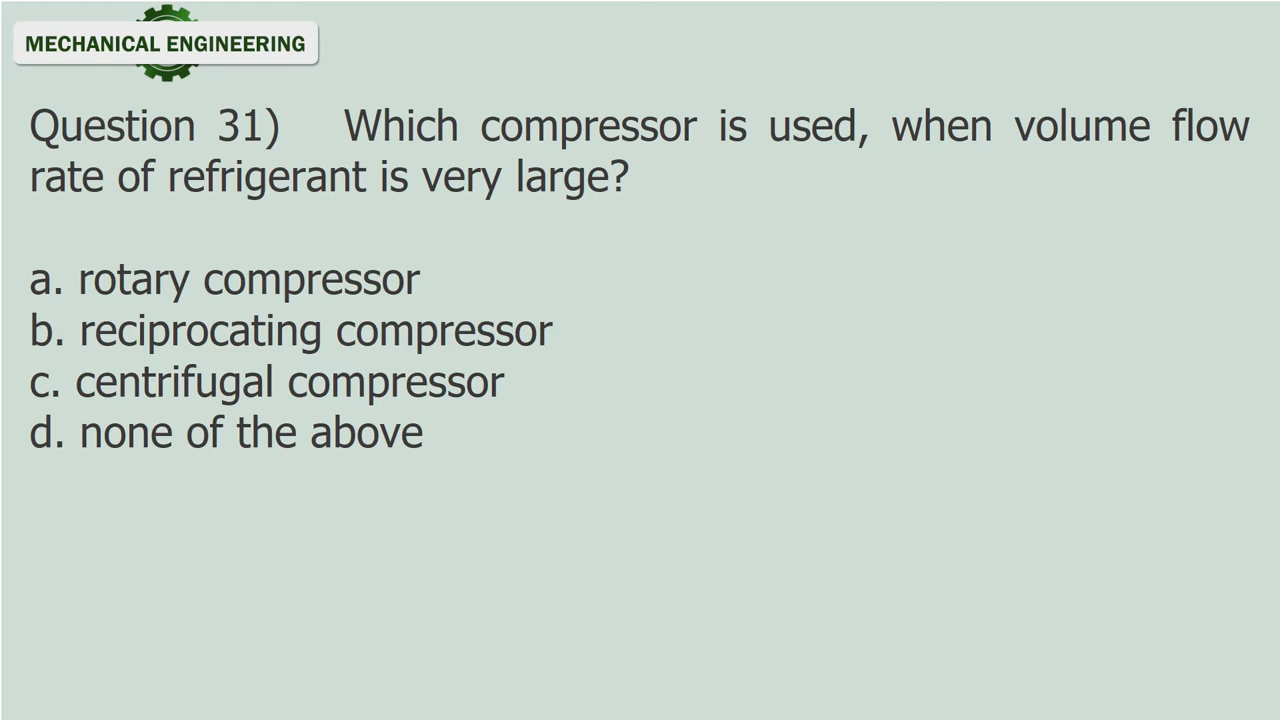 MECHANICAL ENGINEERING
Question 31) Which compressor is used, when volume flow
rate of refrigerant is very large?
a. rotary compressor
b. reciprocating compressor
c. centrifugal compressor
d. none of the above